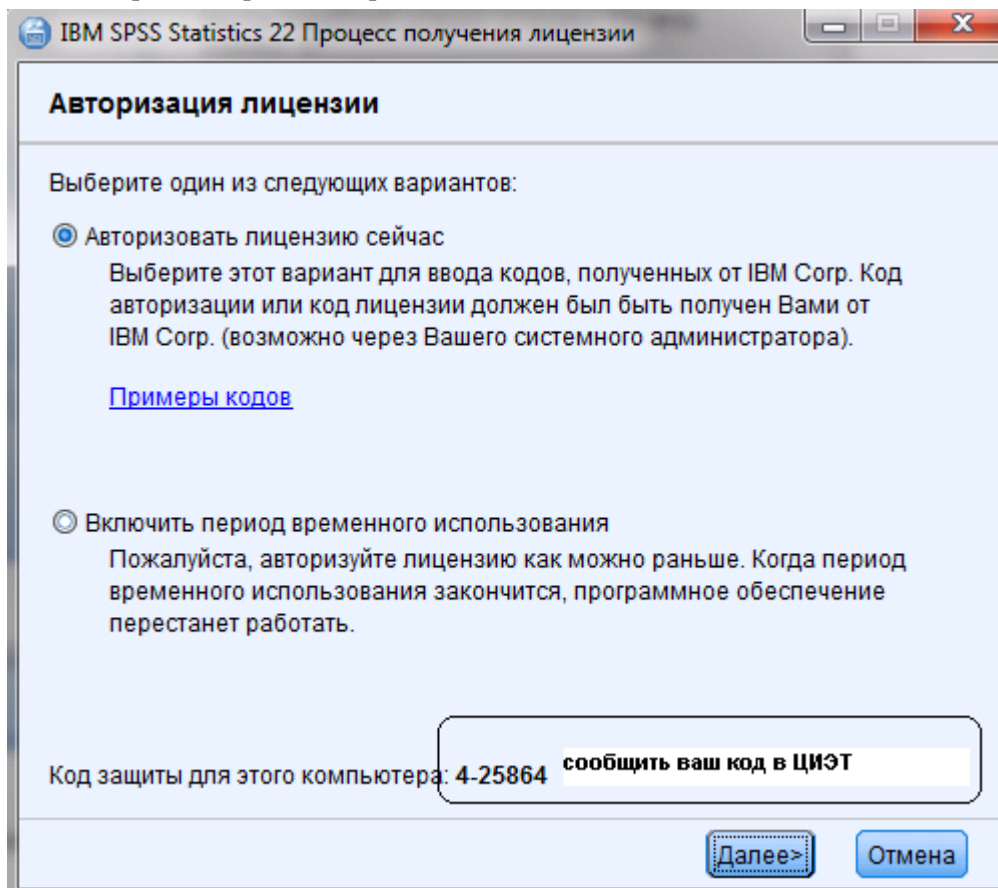 IBM SPSS Statistics 22 Процесс получения лицензии
Авторизация лицензии
Выберите один из следующих вариантов:
Авторизовать лицензию сейчас
Выберите этот вариант для ввода кодов, полученных от IBM Corp. Код
авторизации или код лицензии должен был быть получен Вами от
IBM Corp. (возможно через Вашего системного администратора).
Примеры кодов
Включить период временного использования
Пожалуйста, авторизуйте лицензию как можно раньше. Когда период
временного использования закончится, программное обеспечение
перестанет работать.
Код защиты для этого компьютера: 4-25864 сообщить ваш код в ЦИЭТ
Далее> Отмена